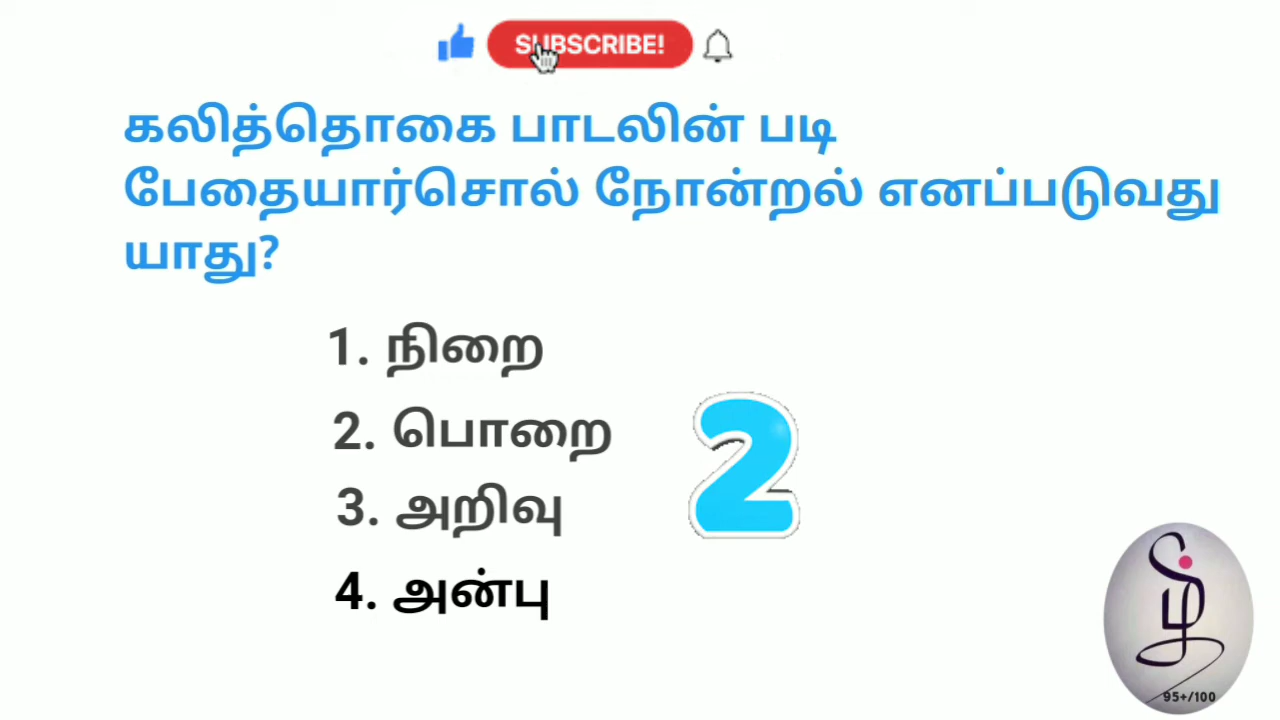 SUBSCRIBE!
கலித்தொகை பாடலின் படி
பேதையார்சொல் நோன்றல் எனப்படுவது
யாது?
1. நிறை
2. பொறை
2
3. அறிவு
4. அன்பு
ழ்
95+/100